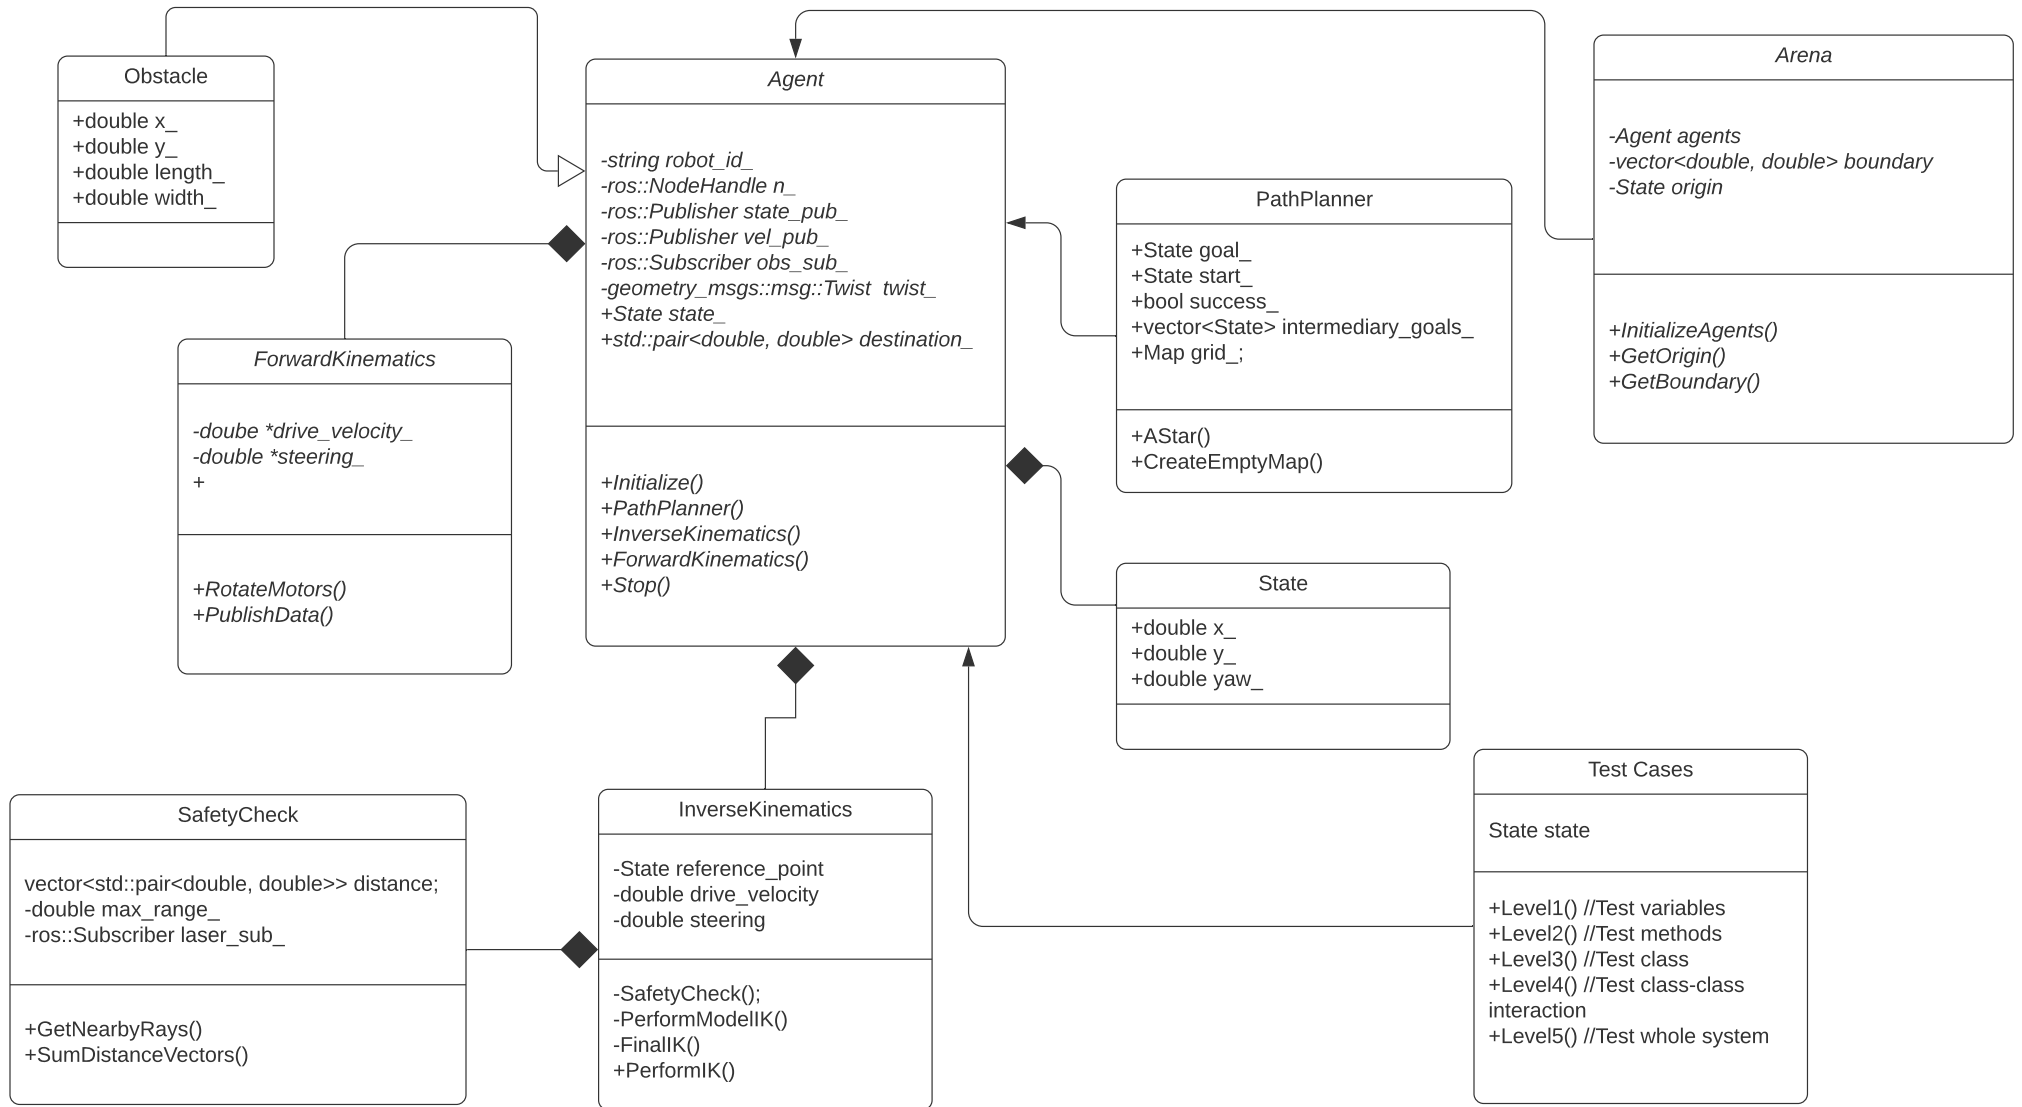 Obstacle
+double x_
+double y_
+double length_
+double width_
Agent
-string robot_id_
-ros::NodeHandle n_
-ros::Publisher state_pub_
-ros::Publisher vel_pub_
-ros::Subscriber obs_sub_
-geometry_msgs::msg::Twist  twist_
+State state_
+std::pair<double, double> destination_
+Initialize()
+PathPlanner()
+InverseKinematics()
+ForwardKinematics()
+Stop()
Arena
-Agent agents
-vector<double, double> boundary
-State origin
+InitializeAgents()
+GetOrigin()
+GetBoundary()
PathPlanner
+State goal_
+State start_
+bool success_
+vector<State> intermediary_goals_
+Map grid_;
+AStar()
+CreateEmptyMap()
ForwardKinematics
-doube *drive_velocity_
-double *steering_
+
+RotateMotors()
+PublishData()
State
+double x_
+double y_
+double yaw_
Test Cases
State state
+Level1() //Test variables
+Level2() //Test methods
+Level3() //Test class
+Level4() //Test class-class
interaction
+Level5() //Test whole system
SafetyCheck
vector<std::pair<double, double>> distance;
-double max_range_
-ros::Subscriber laser_sub_
+GetNearbyRays()
+SumDistanceVectors()
InverseKinematics
-State reference_point
-double drive_velocity
-double steering
-SafetyCheck();
-PerformModelIK()
-FinalIK()
+PerformIK()